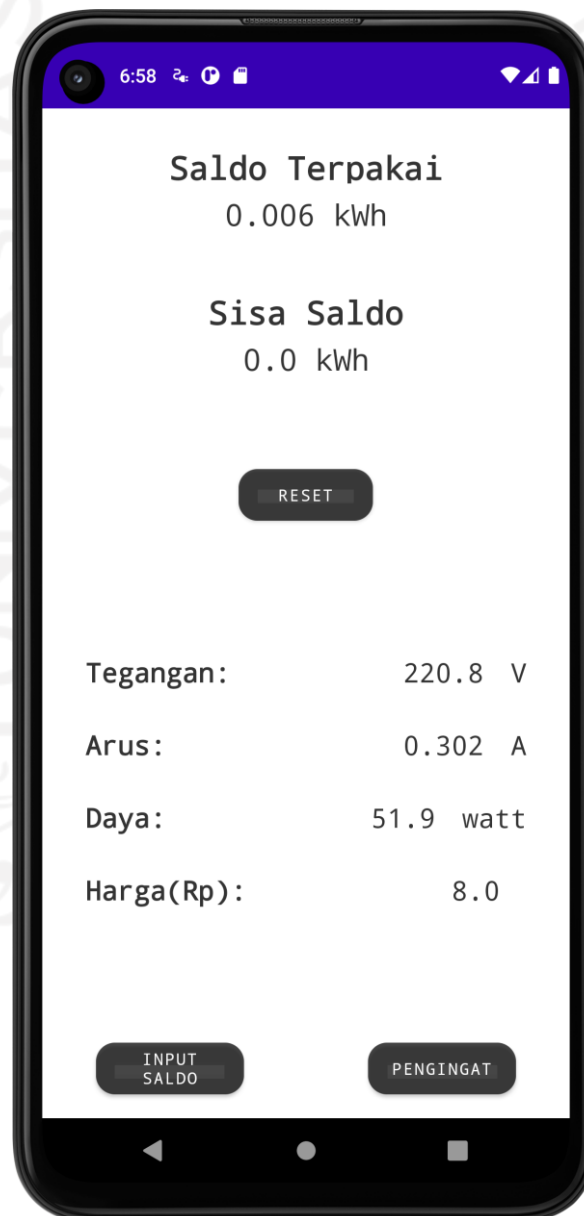 6:58
Saldo Terpakai
0.006 kWh
Sisa Saldo
0.0 kWh
RESET
Tegangan: 220.8 V
Arus: 0.302 A
Daya: 51.9 watt
Harga(Rp): 8.0
INPUT
SALDO
PENGINGAT